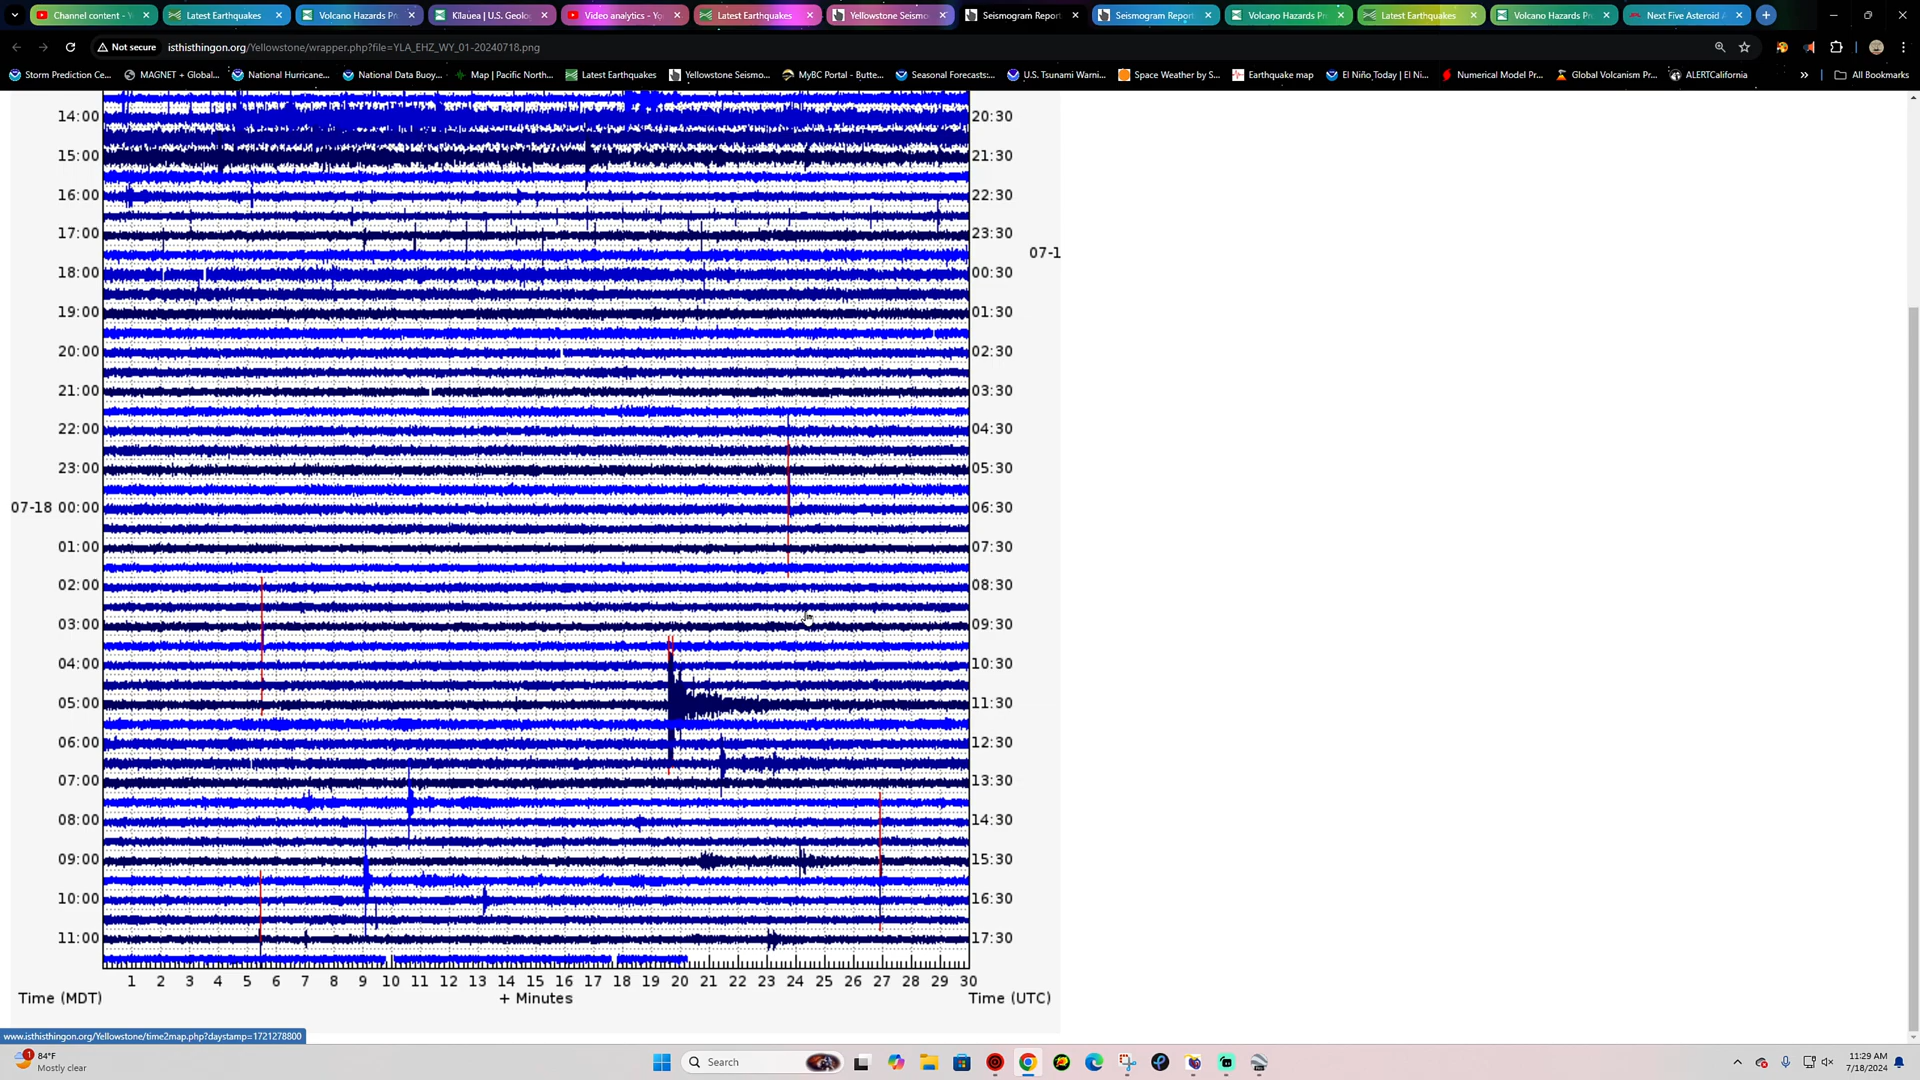 Channel content - Y
Latest Earthquakes
Volcano Hazards Pr
Kīlauea | U.S. Geolo
Video analytics - Yo
Latest Earthquakes
Yellowstone Seismo
Seismogram Report
Seismogram Report
Volcano Hazards Pr
Latest Earthquakes
Volcano Hazards Pr
Next Five Asteroid A
Not secure
isthisthingon.org/Yellowstone/wrapper.php?file=YLA_EHZ_WY_01-20240718.png
Storm Prediction Ce...
MAGNET + Global...
National Hurricane...
National Data Buoy...
Map | Pacific North...
Latest Earthquakes
Yellowstone Seismo...
MyBC Portal - Butte...
Seasonal Forecasts:...
U.S. Tsunami Warni...
Space Weather by S...
Earthquake map
El Niño Today | El Ni...
Numerical Model Pr...
Global Volcanism Pr...
ALERTCalifornia
All Bookmarks
14:00 20:30
15:00 21:30
16:00 22:30
17:00 23:30
07-1
18:00 00:30
19:00 01:30
20:00 02:30
21:00 03:30
22:00 04:30
23:00 05:30
07-18 00:00 06:30
01:00 07:30
02:00 08:30
03:00 09:30
04:00 10:30
05:00 11:30
06:00 12:30
07:00 13:30
08:00 14:30
09:00 15:30
10:00 16:30
11:00 17:30
1 2 3 4 5 6 7 8 9 10 11 12 13 14 15 16 17 18 19 20 21 22 23 24 25 26 27 28 29 30
Time (MDT) + Minutes Time (UTC)
www.isthisthingon.org/Yellowstone/time2map.php?daystamp=1721278800
1
84°F
Mostly clear
Search
11:29 AM
7/18/2024